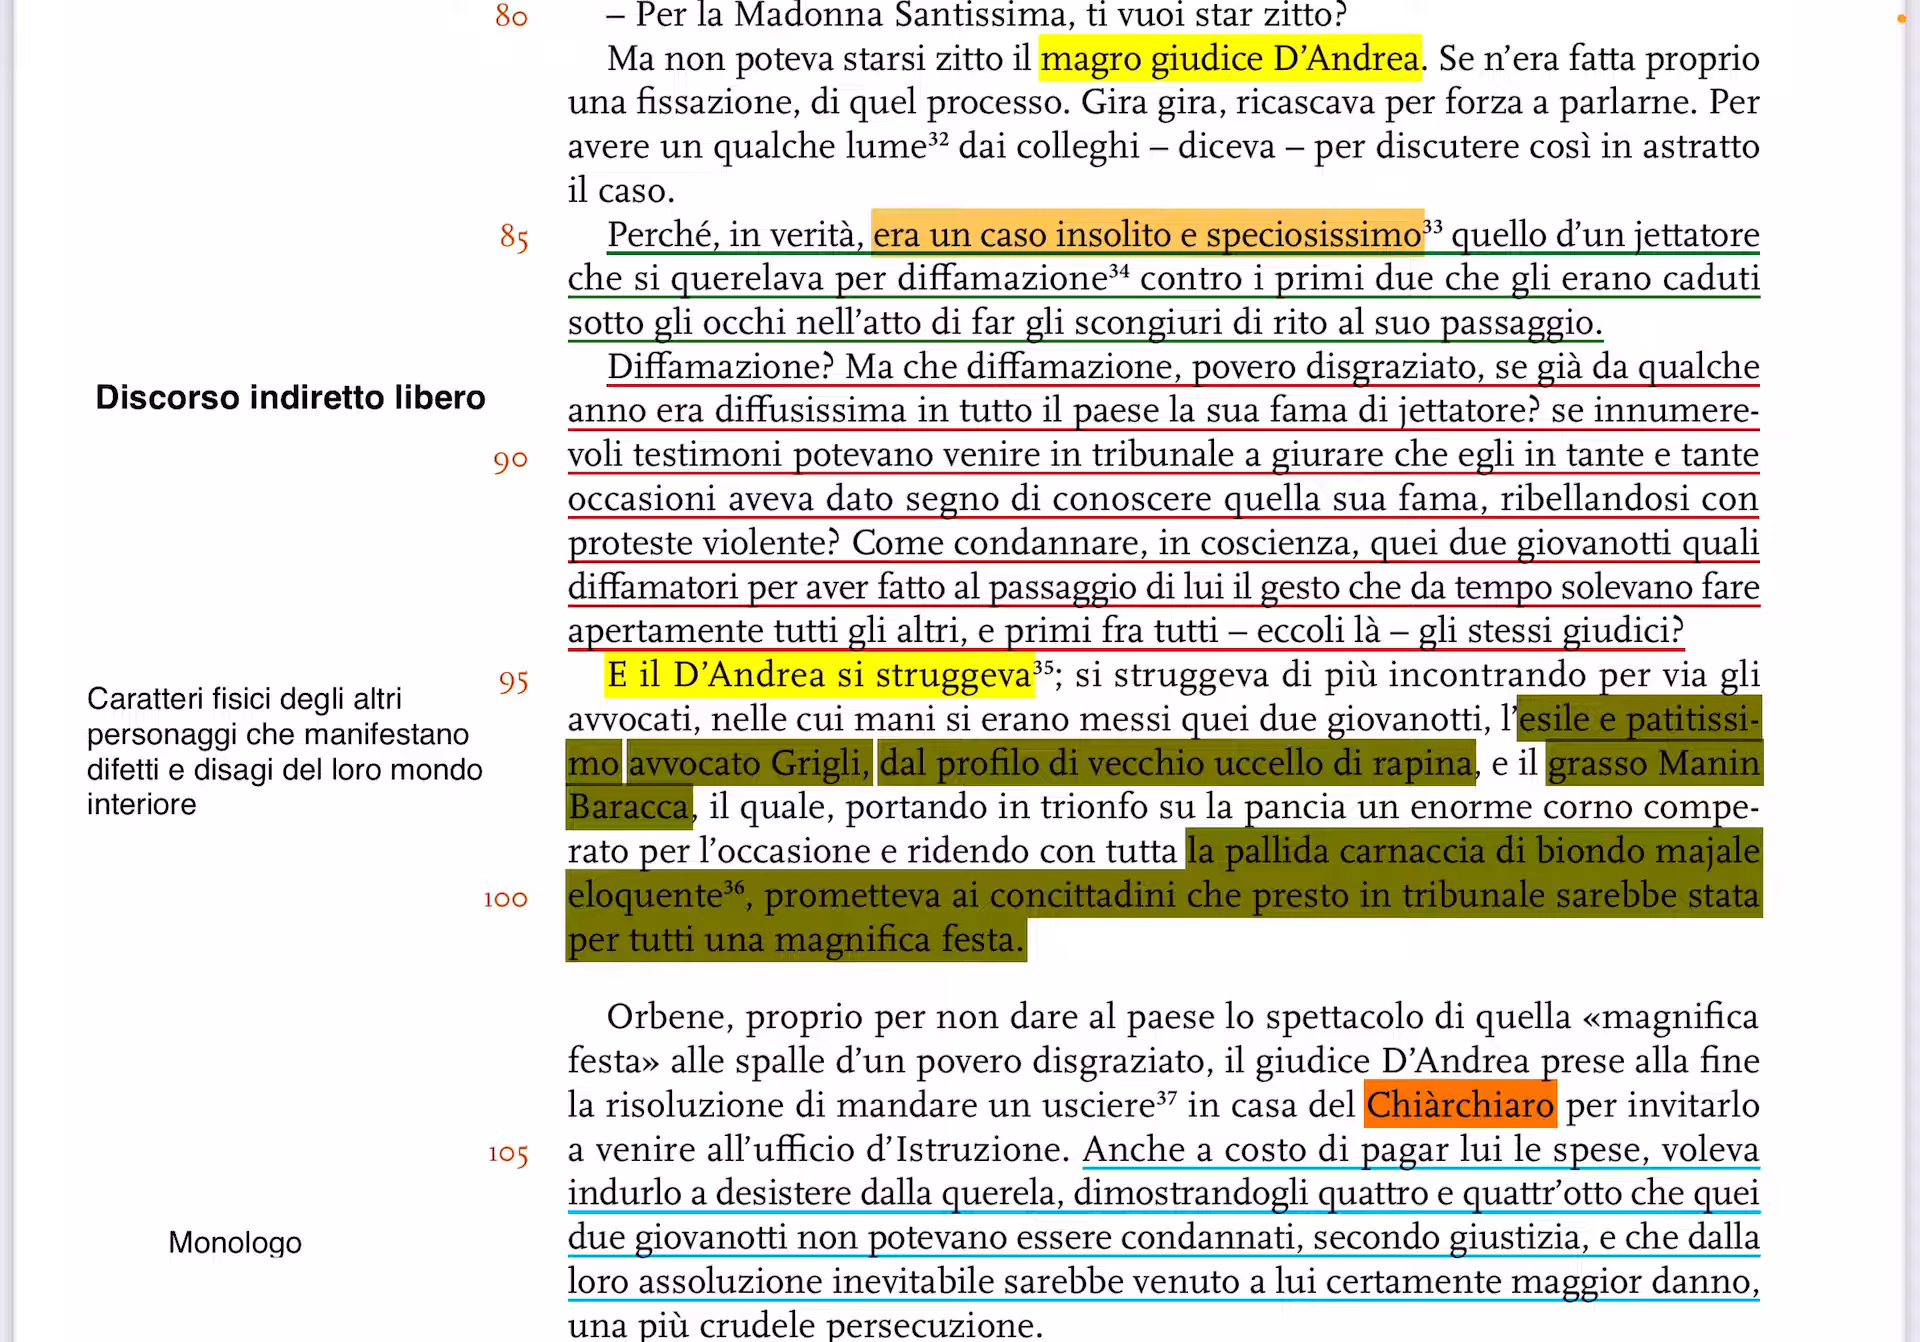 80
– Per la Madonna Santissima, ti vuoi star zitto?
Ma non poteva starsi zitto il magro giudice D’Andrea. Se n’era fatta proprio
una fissazione, di quel processo. Gira gira, ricascava per forza a parlarne. Per
avere un qualche lume³² dai colleghi – diceva – per discutere così in astratto
il caso.
85
Perché, in verità, era un caso insolito e speciosissimo³³ quello d’un jettatore
che si querelava per diffamazione³⁴ contro i primi due che gli erano caduti
sotto gli occhi nell’atto di far gli scongiuri di rito al suo passaggio.
Diffamazione? Ma che diffamazione, povero disgraziato, se già da qualche
Discorso indiretto libero
anno era diffusissima in tutto il paese la sua fama di jettatore? se innumere-
90
voli testimoni potevano venire in tribunale a giurare che egli in tante e tante
occasioni aveva dato segno di conoscere quella sua fama, ribellandosi con
proteste violente? Come condannare, in coscienza, quei due giovanotti quali
diffamatori per aver fatto al passaggio di lui il gesto che da tempo solevano fare
apertamente tutti gli altri, e primi fra tutti – eccoli là – gli stessi giudici?
95
E il D’Andrea si struggeva³⁵; si struggeva di più incontrando per via gli
avvocati, nelle cui mani si erano messi quei due giovanotti, l’esile e patitissi-
mo avvocato Grigli, dal profilo di vecchio uccello di rapina, e il grasso Manin
Baracca, il quale, portando in trionfo su la pancia un enorme corno compe-
rato per l’occasione e ridendo con tutta la pallida carnaccia di biondo majale
100
eloquente³⁶, prometteva ai concittadini che presto in tribunale sarebbe stata
per tutti una magnifica festa.
Caratteri fisici degli altri
personaggi che manifestano
difetti e disagi del loro mondo
interiore
Orbene, proprio per non dare al paese lo spettacolo di quella «magnifica
festa» alle spalle d’un povero disgraziato, il giudice D’Andrea prese alla fine
la risoluzione di mandare un usciere³⁷ in casa del Chiàrchiaro per invitarlo
105
a venire all’ufficio d’Istruzione. Anche a costo di pagar lui le spese, voleva
indurlo a desistere dalla querela, dimostrandogli quattro e quattr’otto che quei
due giovanotti non potevano essere condannati, secondo giustizia, e che dalla
loro assoluzione inevitabile sarebbe venuto a lui certamente maggior danno,
una più crudele persecuzione.
Monologo